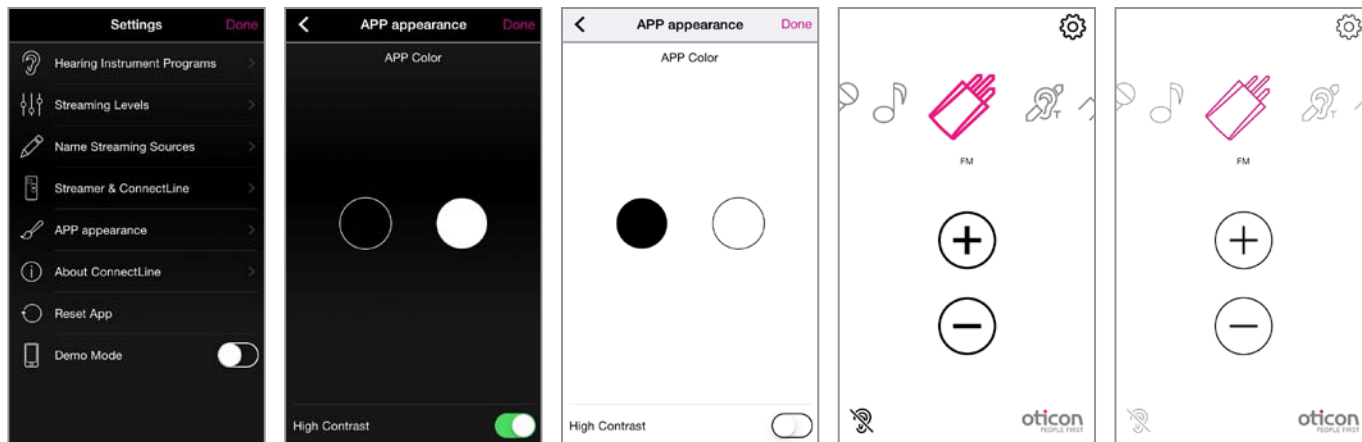 Settings Done
Hearing Instrument Programs
Streaming Levels
Name Streaming Sources
Streamer & ConnectLine
APP appearance
About ConnectLine
Reset App
Demo Mode
APP appearance Done
APP Color
High Contrast
APP appearance Done
APP Color
High Contrast
T
FM
oticon
PEOPLE FIRST
T
FM
oticon
PEOPLE FIRST